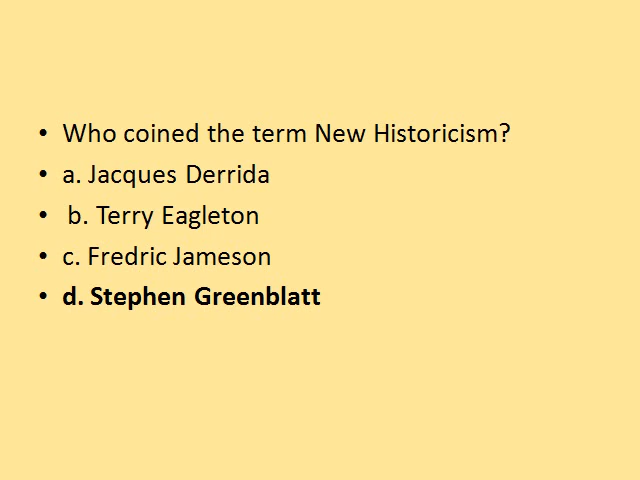 • Who coined the term New Historicism?
• a. Jacques Derrida
• b. Terry Eagleton
• c. Fredric Jameson
• d. Stephen Greenblatt